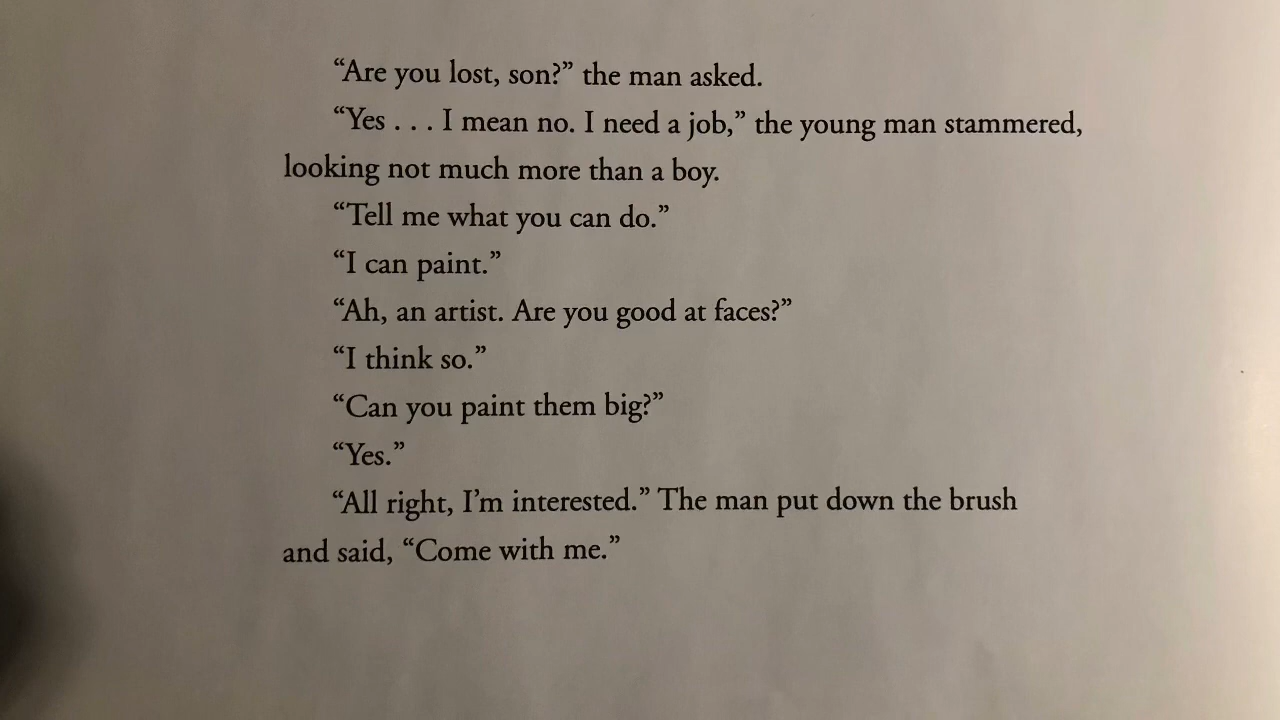 “Are you lost, son?” the man asked.
“Yes . . . I mean no. I need a job,” the young man stammered,
looking not much more than a boy.
“Tell me what you can do.”
“I can paint.”
“Ah, an artist. Are you good at faces?”
“I think so.”
“Can you paint them big?”
“Yes.”
“All right, I’m interested.” The man put down the brush
and said, “Come with me.”